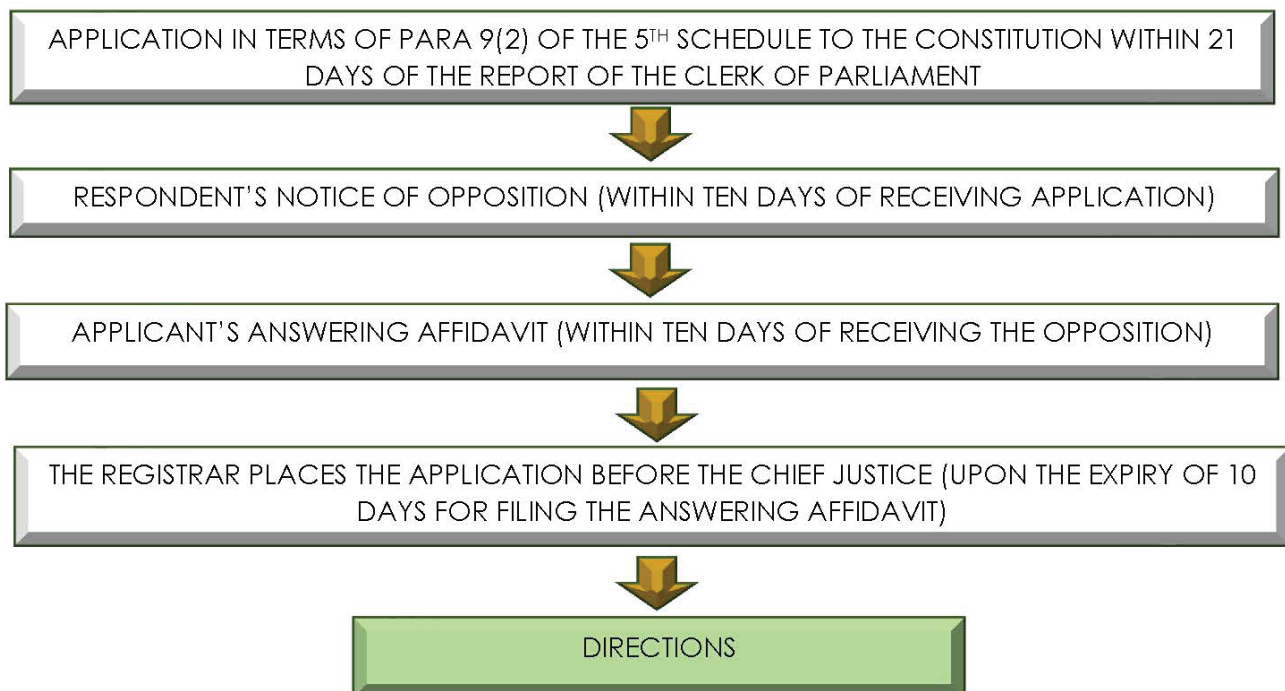 APPLICATION IN TERMS OF PARA 9(2) OF THE 5TH SCHEDULE TO THE CONSTITUTION WITHIN 21
DAYS OF THE REPORT OF THE CLERK OF PARLIAMENT
RESPONDENT’S NOTICE OF OPPOSITION (WITHIN TEN DAYS OF RECEIVING APPLICATION)
APPLICANT’S ANSWERING AFFIDAVIT (WITHIN TEN DAYS OF RECEIVING THE OPPOSITION)
THE REGISTRAR PLACES THE APPLICATION BEFORE THE CHIEF JUSTICE (UPON THE EXPIRY OF 10
DAYS FOR FILING THE ANSWERING AFFIDAVIT)
DIRECTIONS